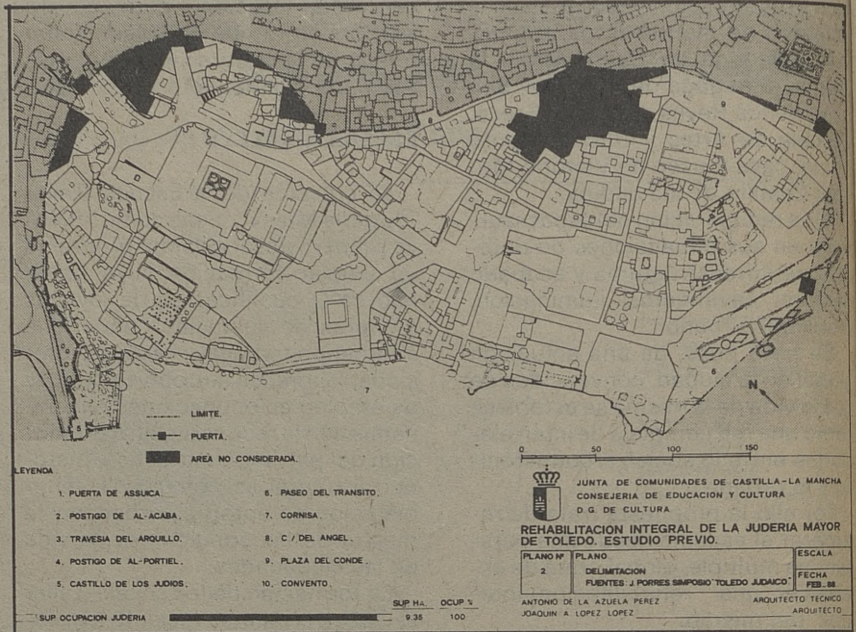 8
9
6
5
7
N
LIMITE.
PUERTA.
AREA NO CONSIDERADA.
LEYENDA
1. PUERTA DE ASSUICA.
2. POSTIGO DE AL-ACABA.
3. TRAVESIA DEL ARQUILLO.
4. POSTIGO DE AL-PORTIEL.
5. CASTILLO DE LOS JUDIOS.
6. PASEO DEL TRANSITO.
7. CORNISA.
8. C / DEL ANGEL.
9. PLAZA DEL CONDE.
10. CONVENTO.
SUP HA. OCUP %
SUP OCUPACION JUDERIA 9.35 100
0 50 100 150
JUNTA DE COMUNIDADES DE CASTILLA-LA MANCHA
CONSEJERIA DE EDUCACION Y CULTURA
D.G. DE CULTURA
REHABILITACION INTEGRAL DE LA JUDERIA MAYOR
DE TOLEDO. ESTUDIO PREVIO.
PLANO Nº PLANO ESCALA
2 DELIMITACION
FUENTES: J. PORRES SIMPOSIO "TOLEDO JUDAICO"
FECHA
FEB. 88
ANTONIO DE LA AZUELA PEREZ ARQUITECTO TECNICO
JOAQUIN A LOPEZ LOPEZ ARQUITECTO